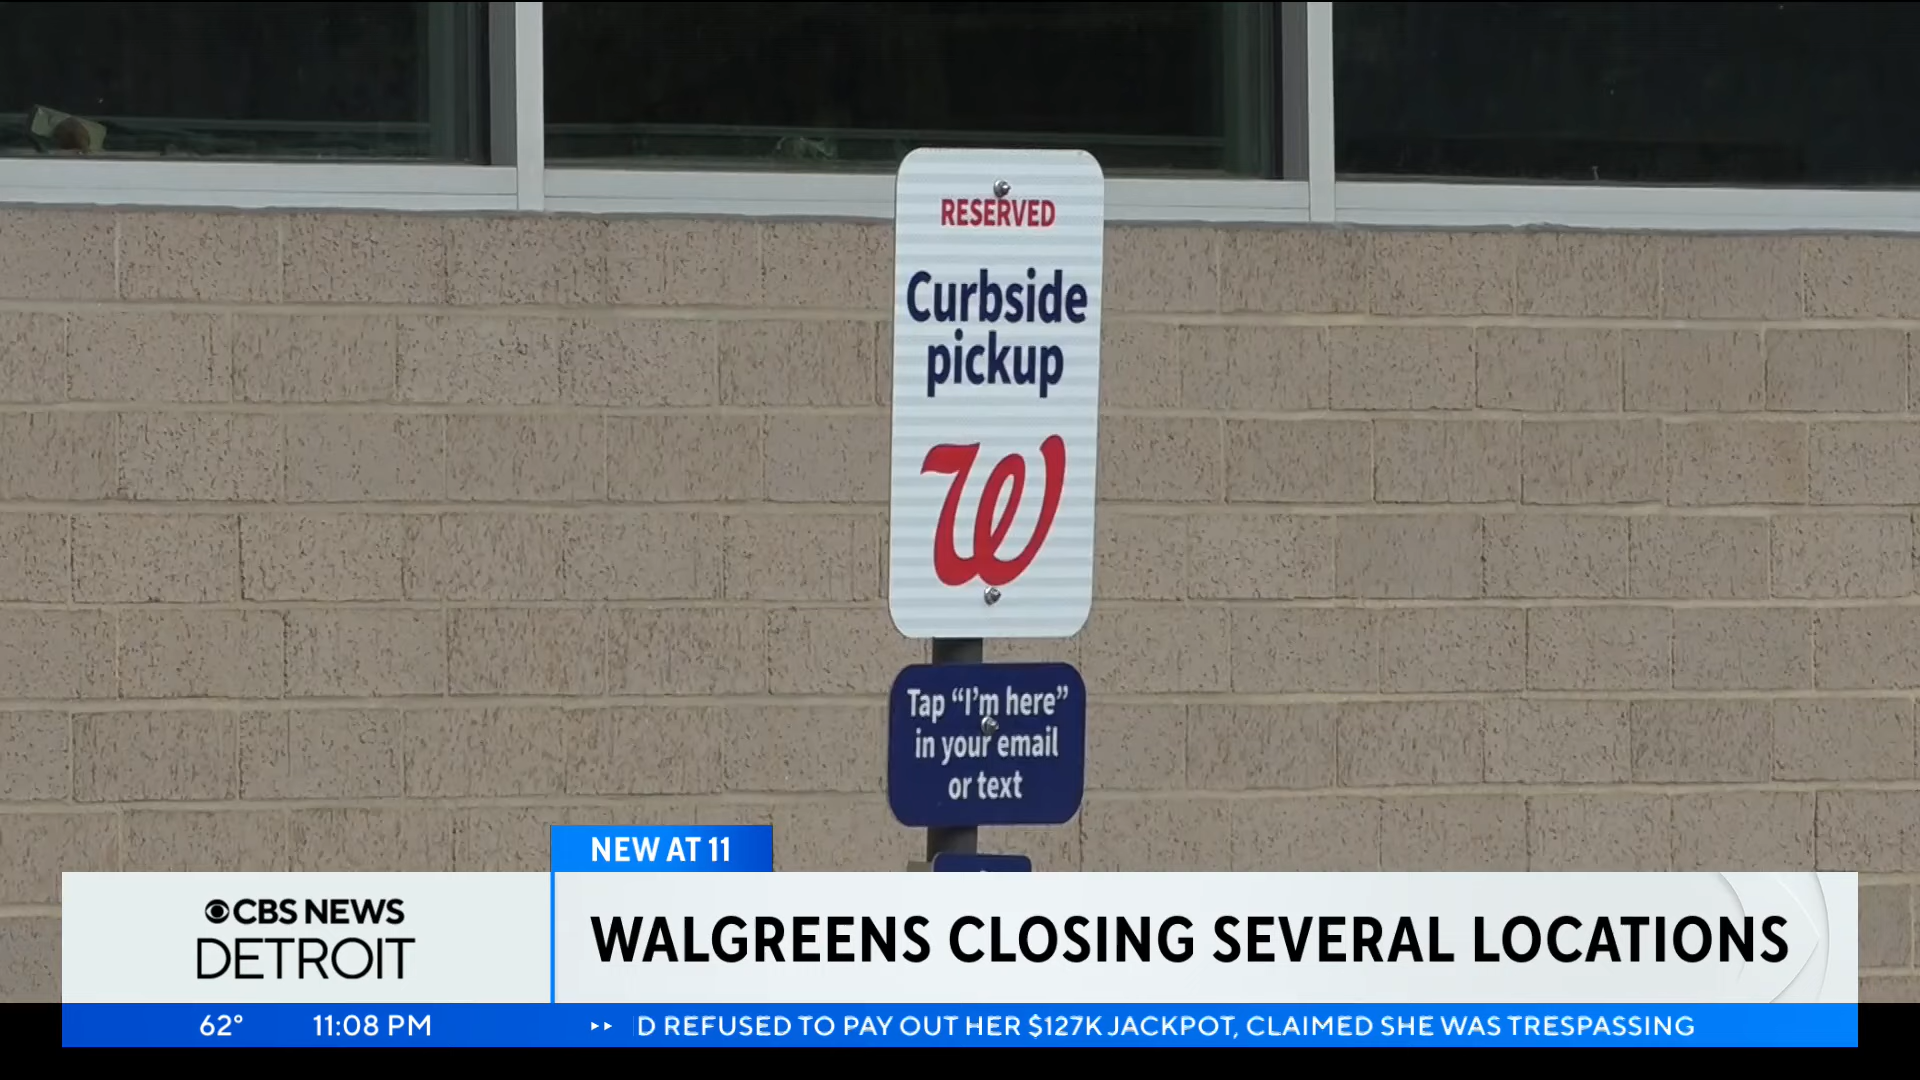 RESERVED
Curbside
pickup
W
Tap “I’m here”
in your email
or text
NEW AT 11
CBS NEWS
DETROIT
WALGREENS CLOSING SEVERAL LOCATIONS
62° 11:08 PM
D REFUSED TO PAY OUT HER $127K JACKPOT, CLAIMED SHE WAS TRESPASSING